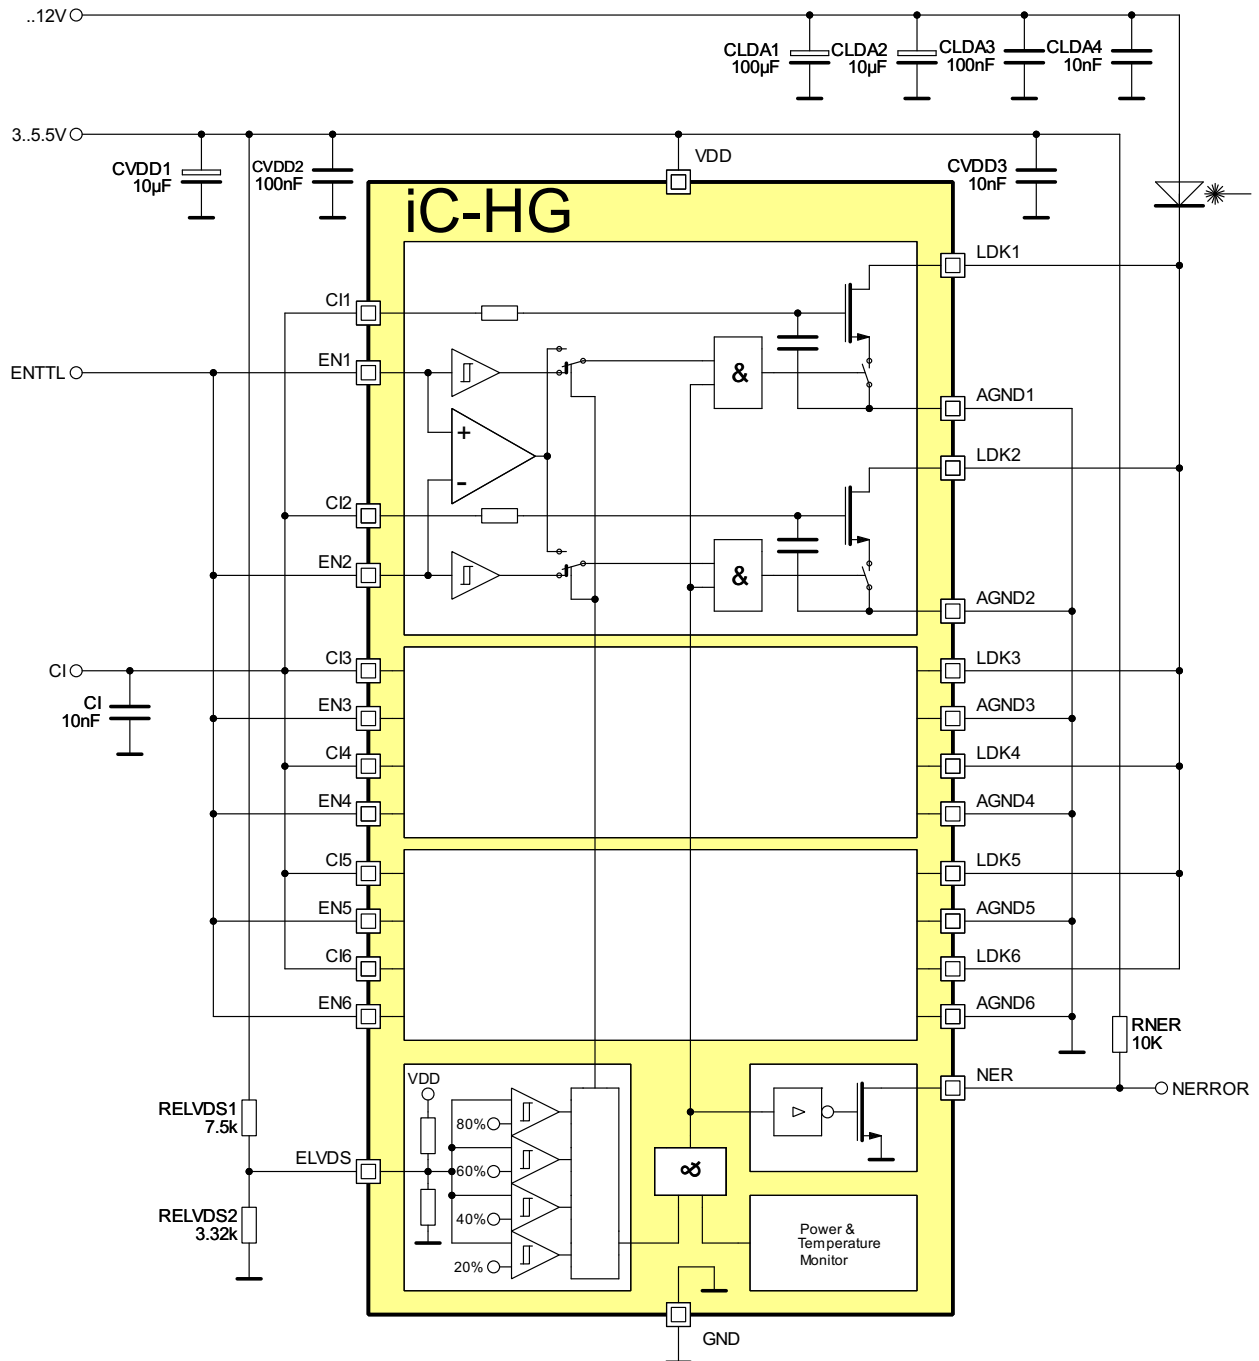 ..12V
CLDA1
100µF
CLDA2
10µF
CLDA3
100nF
CLDA4
10nF
3..5.5V
VDD
CVDD1
10µF
CVDD2
100nF
CVDD3
10nF
iC-HG
LDK1
CI1
EN1
ENTTL
&
AGND1
+
-
LDK2
CI2
EN2
&
AGND2
CI
CI3
LDK3
CI
10nF
EN3
AGND3
CI4
LDK4
EN4
AGND4
CI5
LDK5
EN5
AGND5
CI6
LDK6
EN6
AGND6
RNER
10K
VDD
NER
NERROR
RELVDS1
7.5k
80%
ELVDS
60%
&
RELVDS2
3.32k
40%
20%
Power &
Temperature
Monitor
GND